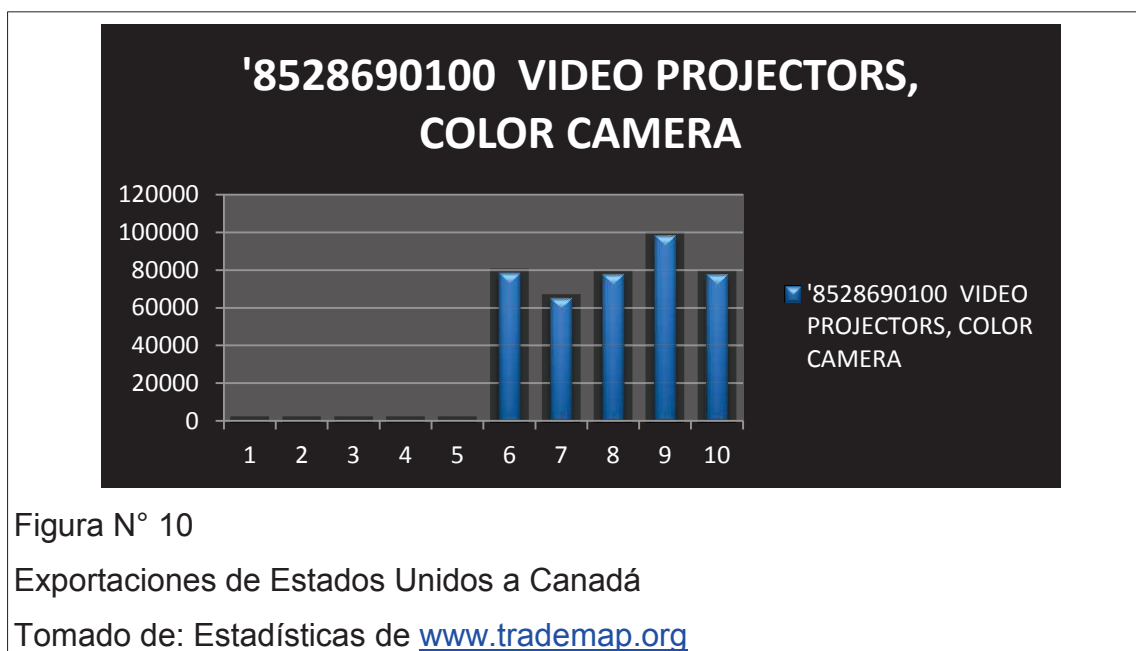 '8528690100 VIDEO PROJECTORS,
COLOR CAMERA
120000
100000
80000
60000
40000
20000
0
1 2 3 4 5 6 7 8 9 10
'8528690100 VIDEO
PROJECTORS, COLOR
CAMERA
Figura N° 10
Exportaciones de Estados Unidos a Canadá
Tomado de: Estadísticas de www.trademap.org